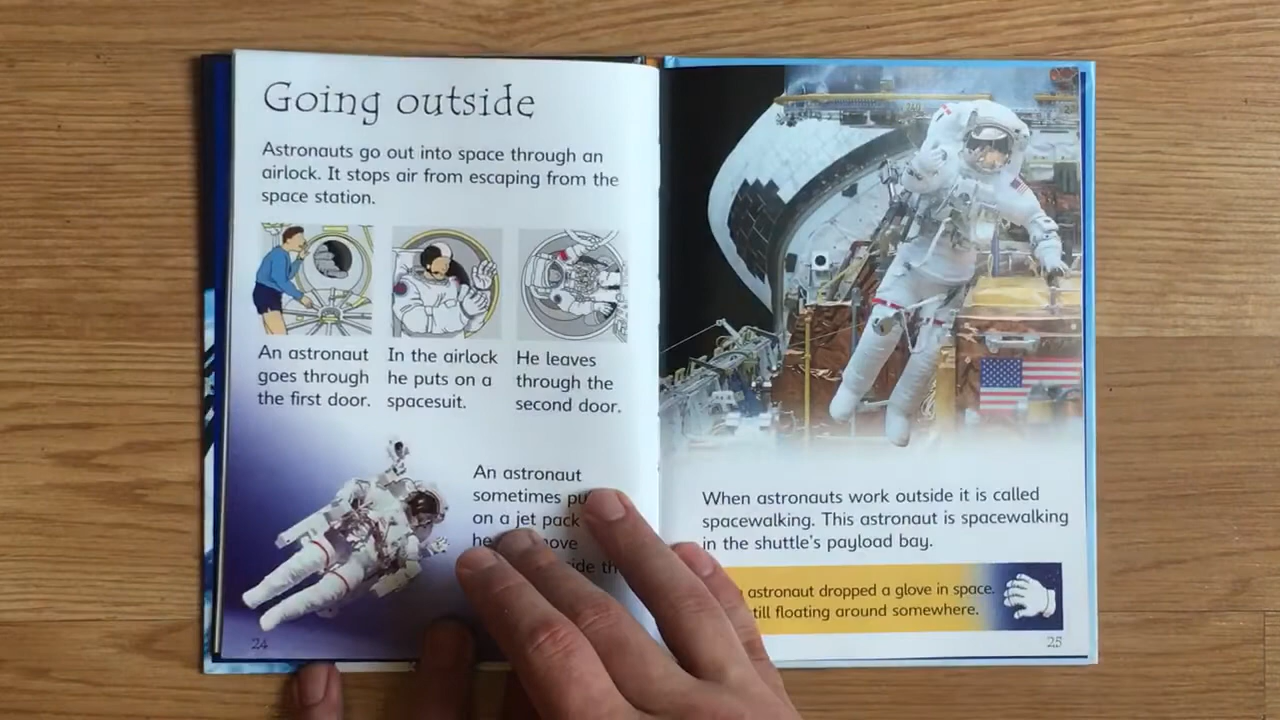 Going outside
Astronauts go out into space through an
airlock. It stops air from escaping from the
space station.
An astronaut
goes through
the first door.
In the airlock
he puts on a
spacesuit.
He leaves
through the
second door.
An astronaut
sometimes
on a jet pack
24
When astronauts work outside it is called
spacewalking. This astronaut is spacewalking
in the shuttle's payload bay.
astronaut dropped a glove in space.
floating around somewhere.
25